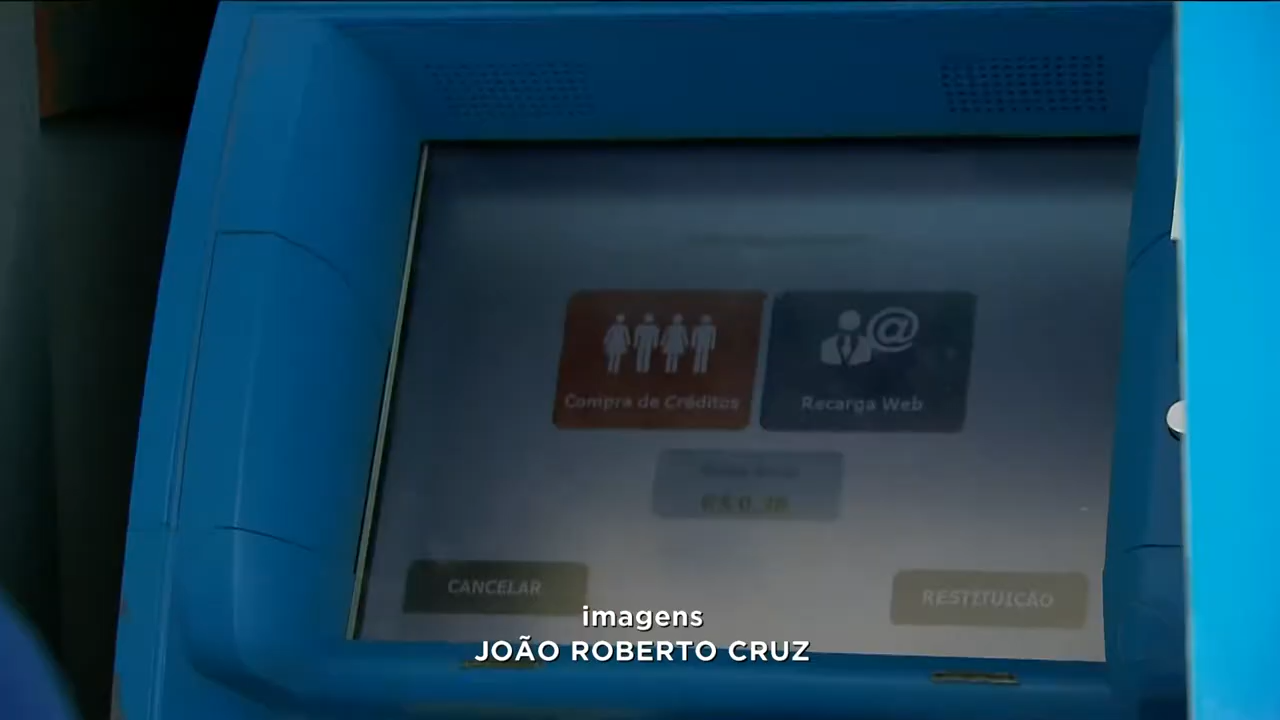 Compra de Créditos
Recarga Web
CANCELAR
RESTITUIÇÃO
imagens
JOÃO ROBERTO CRUZ